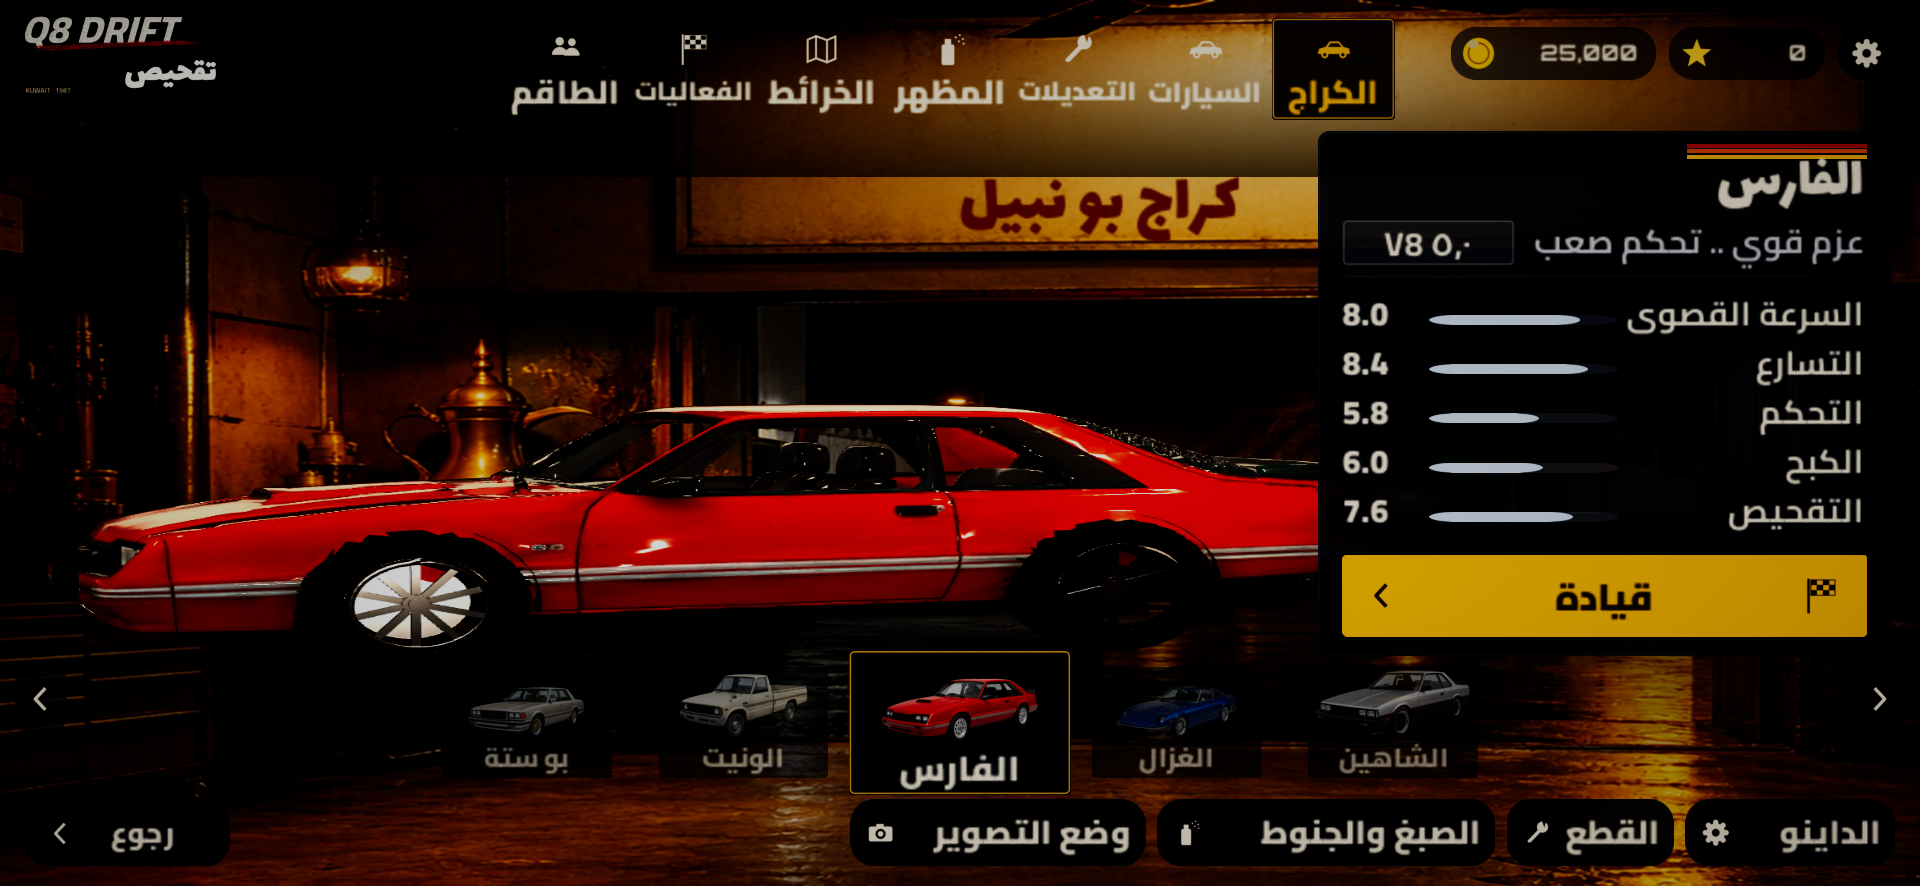 Q8 DRIFT
تقحيص
KUWAIT · 1987
الكراج
السيارات
التعديلات
المظهر
الخرائط
الفعاليات
الطاقم
25,000
0
كراج بو نبيل
الفارس
عزم قوي .. تحكم صعب
V8 ٥,٠
السرعة القصوى 8.0
التسارع 8.4
التحكم 5.8
الكبح 6.0
التقحيص 7.6
قيادة
الشاهين
الغزال
الفارس
الونيت
بو ستة
الداينو
القطع
الصبغ والجنوط
وضع التصوير
رجوع